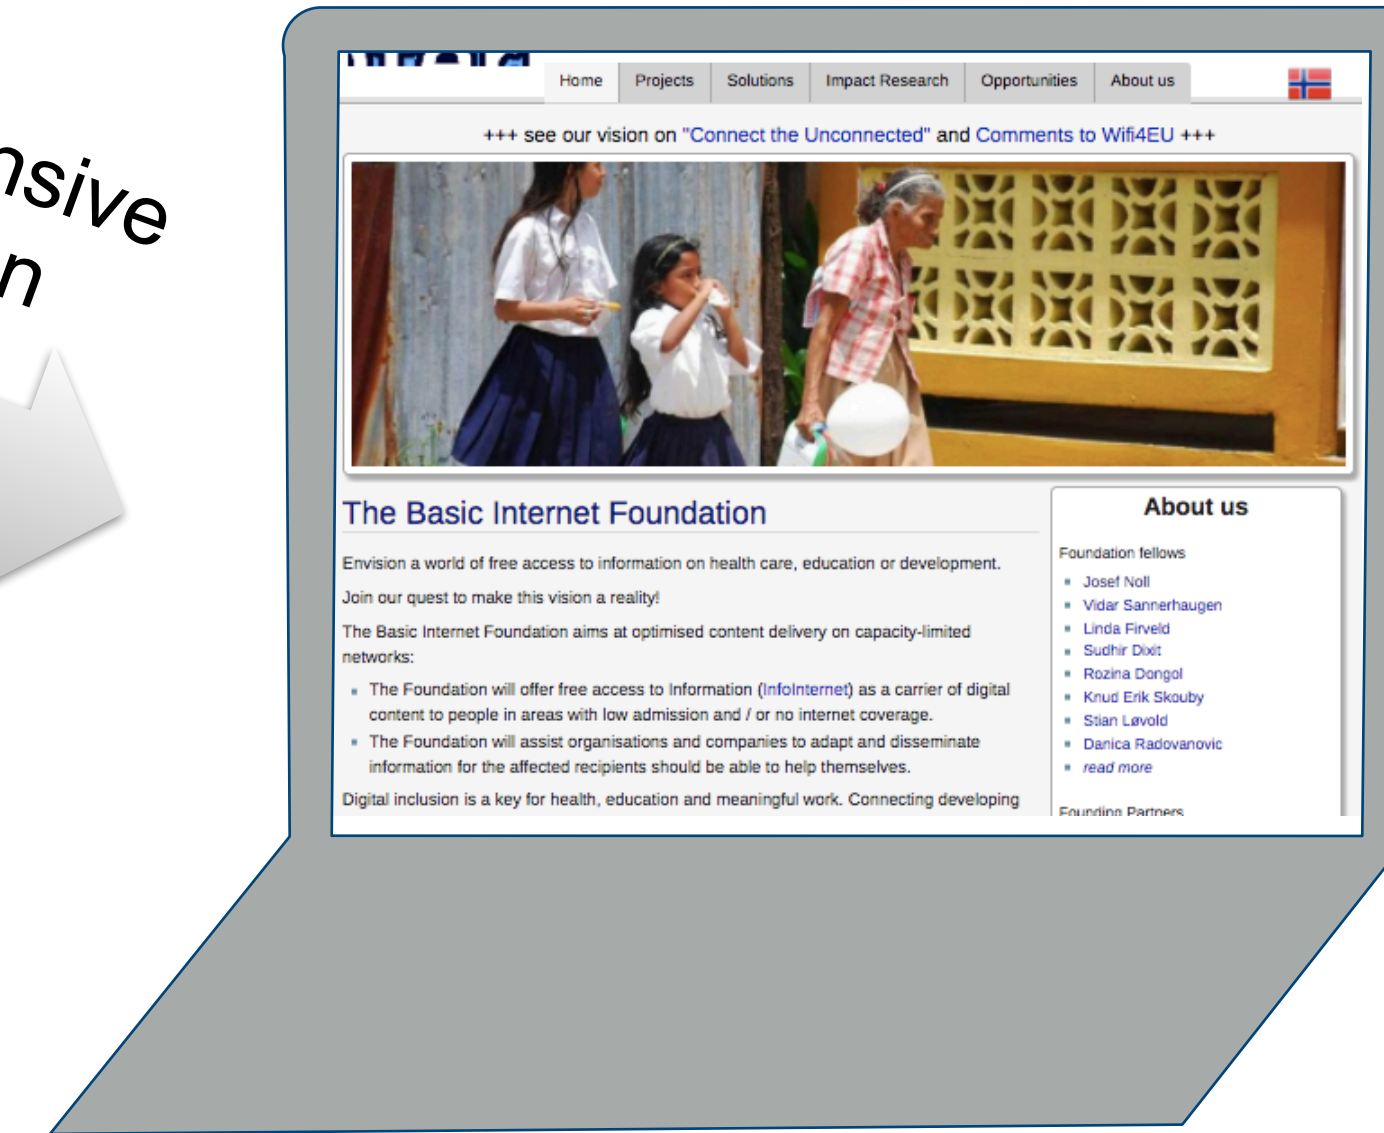 Home Projects Solutions Impact Research Opportunities About us
+++ see our vision on "Connect the Unconnected" and Comments to Wifi4EU +++
The Basic Internet Foundation
Envision a world of free access to information on health care, education or development.
Join our quest to make this vision a reality!
The Basic Internet Foundation aims at optimised content delivery on capacity-limited
networks:
The Foundation will offer free access to Information (InfoInternet) as a carrier of digital
content to people in areas with low admission and / or no internet coverage.
The Foundation will assist organisations and companies to adapt and disseminate
information for the affected recipients should be able to help themselves.
Digital inclusion is a key for health, education and meaningful work. Connecting developing
About us
Foundation fellows
Josef Noll
Vidar Sannerhaugen
Linda Firveld
Sudhir Dixit
Rozina Dongol
Knud Erik Skouby
Stian Løvold
Danica Radovanovic
read more
Founding Partners